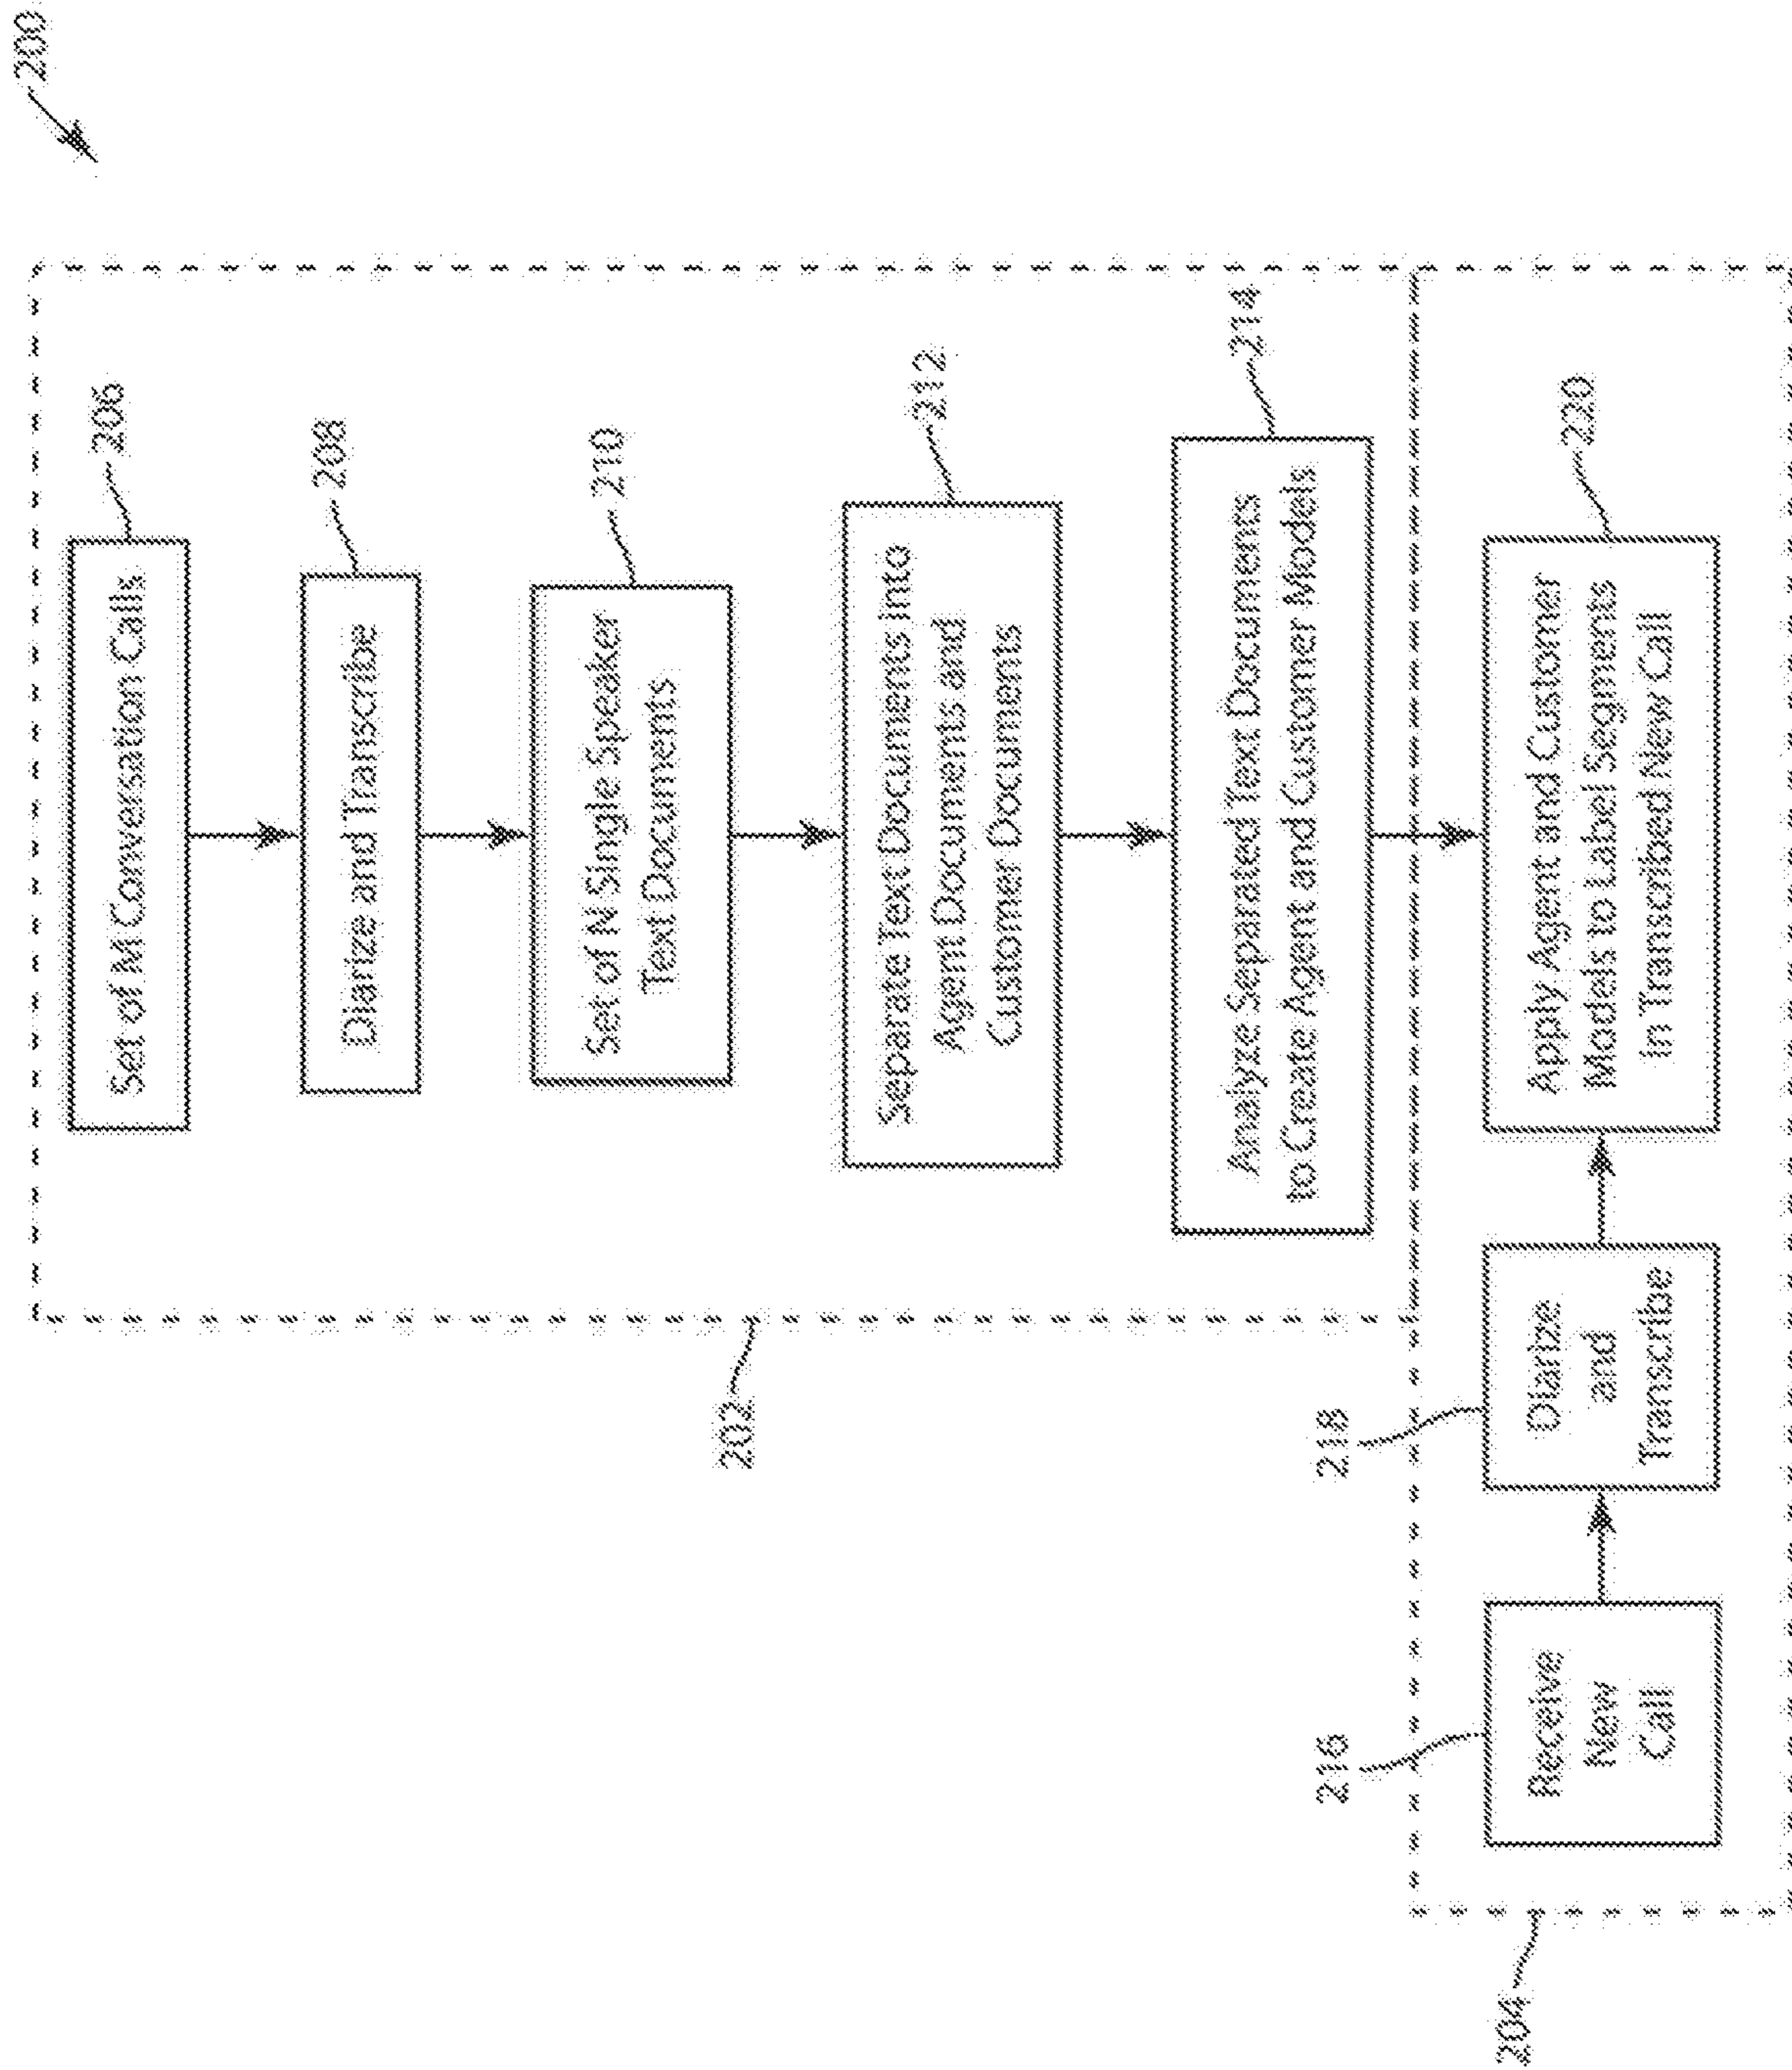 200
206
Set of M Conversation Calls
208
Diarize and Transcribe
210
Set of N Single Speaker
Text Documents
212
Separate Text Documents into
Agent Documents and
Customer Documents
214
Analyze Separated Text Documents
to Create Agent and Customer Models
202
216
Receive
New
Call
218
Diarize
and
Transcribe
220
Apply Agent and Customer
Models to Label Segments
in Transcribed New Call
204